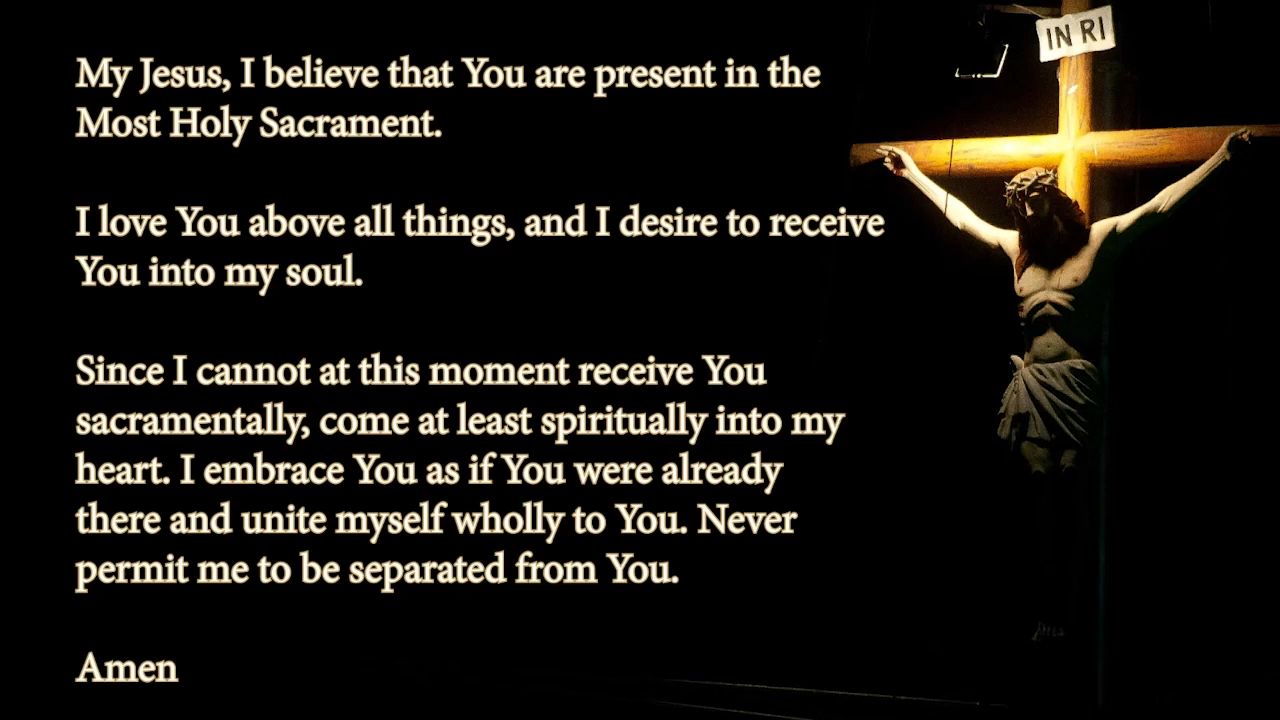 IN RI
My Jesus, I believe that You are present in the
Most Holy Sacrament.
I love You above all things, and I desire to receive
You into my soul.
Since I cannot at this moment receive You
sacramentally, come at least spiritually into my
heart. I embrace You as if You were already
there and unite myself wholly to You. Never
permit me to be separated from You.
Amen